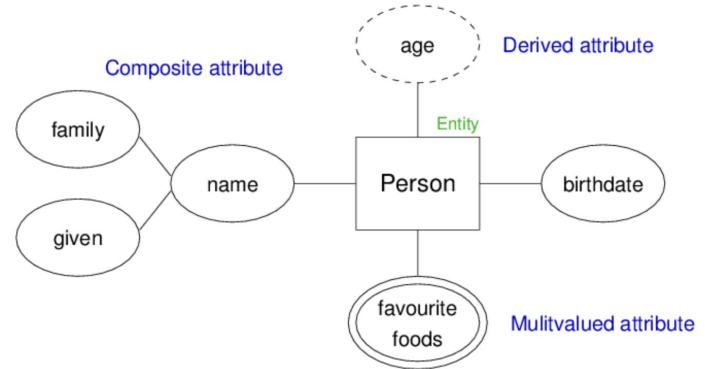 age
Derived attribute
Composite attribute
family
Entity
name
Person
birthdate
given
favourite
foods
Mulitvalued attribute